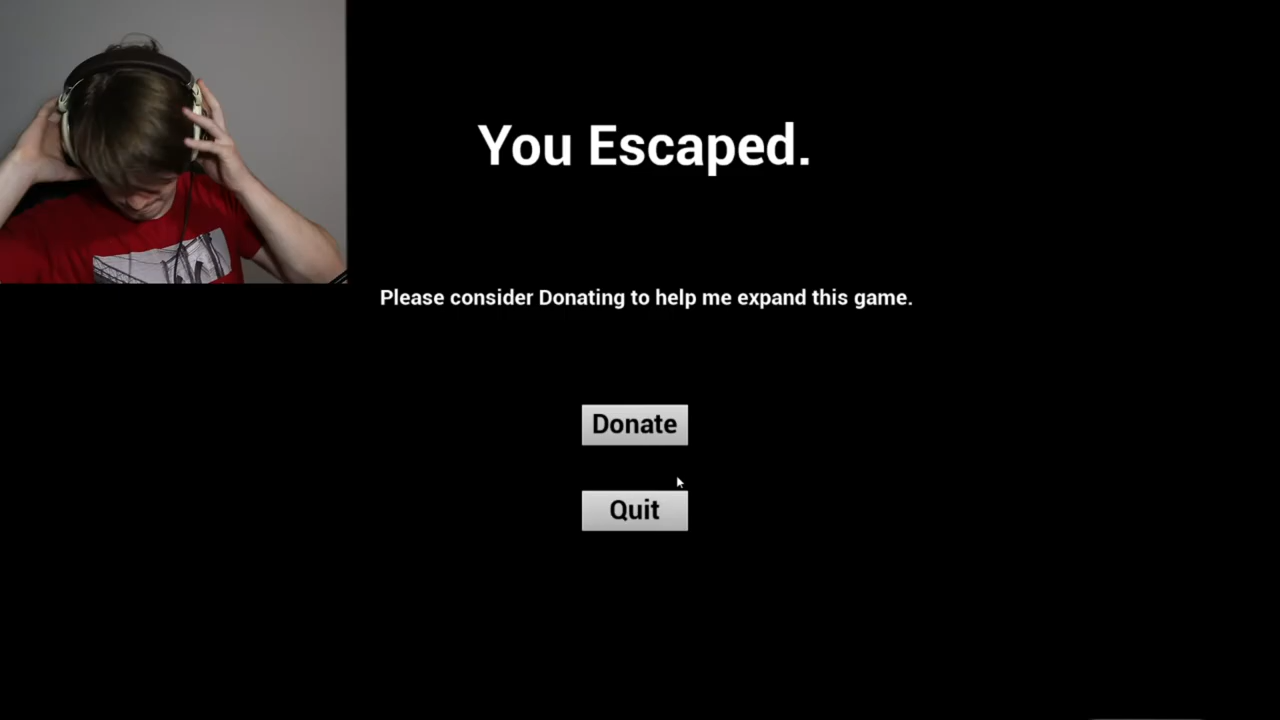 You Escaped.
Please consider Donating to help me expand this game.
Donate
Quit